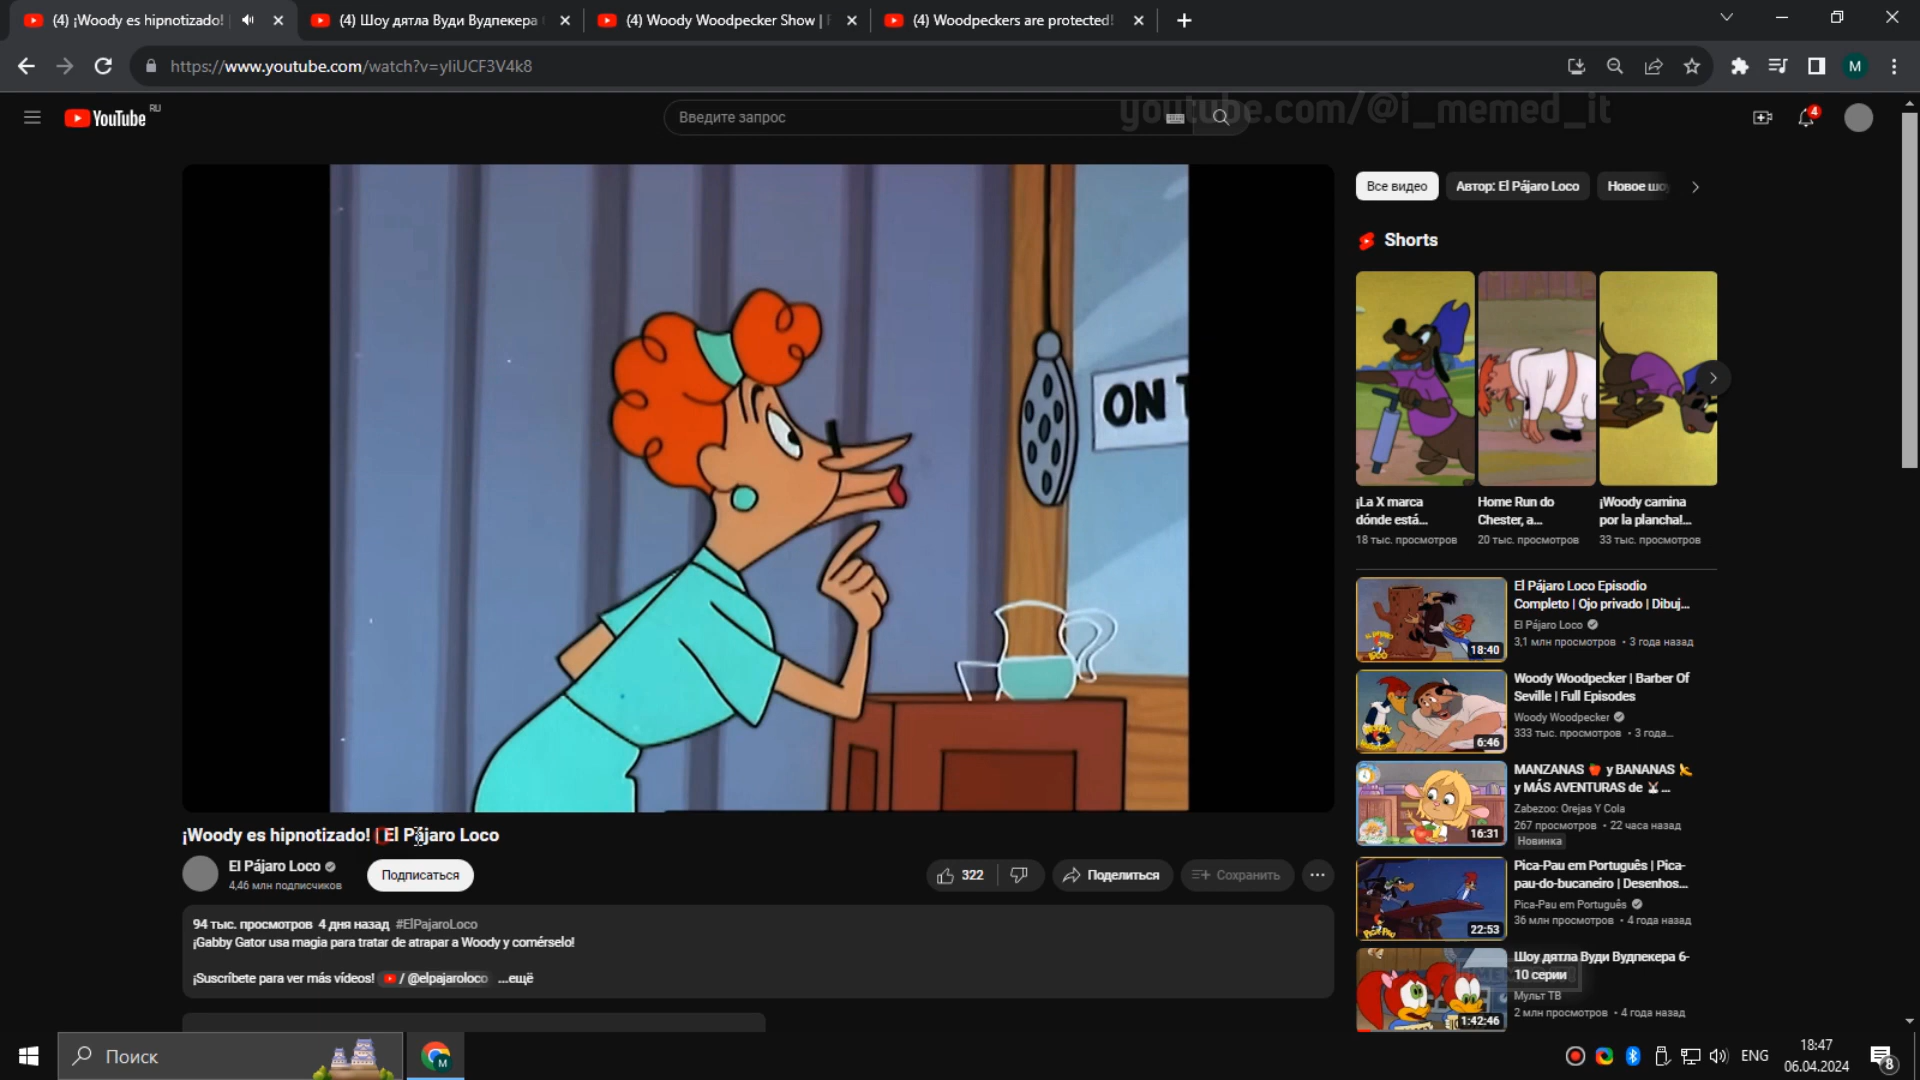 (4) ¡Woody es hipnotizado!
(4) Шоу дятла Вуди Вудпекера
(4) Woody Woodpecker Show |
(4) Woodpeckers are protected!
https://www.youtube.com/watch?v=yIiUCF3V4k8
M
YouTube RU
Введите запрос
youtube.com/@i_memed_it
4
Все видео
Автор: El Pájaro Loco
Новое шоу
Shorts
ON
¡La X marca
dónde está...
18 тыс. просмотров
Home Run do
Chester, a...
20 тыс. просмотров
¡Woody camina
por la plancha!...
33 тыс. просмотров
El Pájaro Loco Episodio
Completo | Ojo privado | Dibuj...
El Pájaro Loco
3,1 млн просмотров • 3 года назад
18:40
Woody Woodpecker | Barber Of
Seville | Full Episodes
Woody Woodpecker
333 тыс. просмотров • 3 года...
6:46
MANZANAS 🍎 y BANANAS 🍌
y MÁS AVENTURAS de 🐰...
Zabezoo: Orejas Y Cola
267 просмотров • 22 часа назад
Новинка
16:31
Pica-Pau em Português | Pica-
pau-do-bucaneiro | Desenhos...
Pica-Pau em Português
36 млн просмотров • 4 года назад
22:53
Шоу дятла Вуди Вудпекера 6-
10 серии
Мульт ТВ
2 млн просмотров • 4 года назад
1:42:46
¡Woody es hipnotizado! | El Pájaro Loco
El Pájaro Loco
4,46 млн подписчиков
Подписаться
322
Поделиться
Сохранить
94 тыс. просмотров 4 дня назад #ElPajaroLoco
¡Gabby Gator usa magia para tratar de atrapar a Woody y comérselo!
¡Suscríbete para ver más vídeos! / @elpajaroloco ...ещё
Поиск
M
ENG
18:47
06.04.2024
8